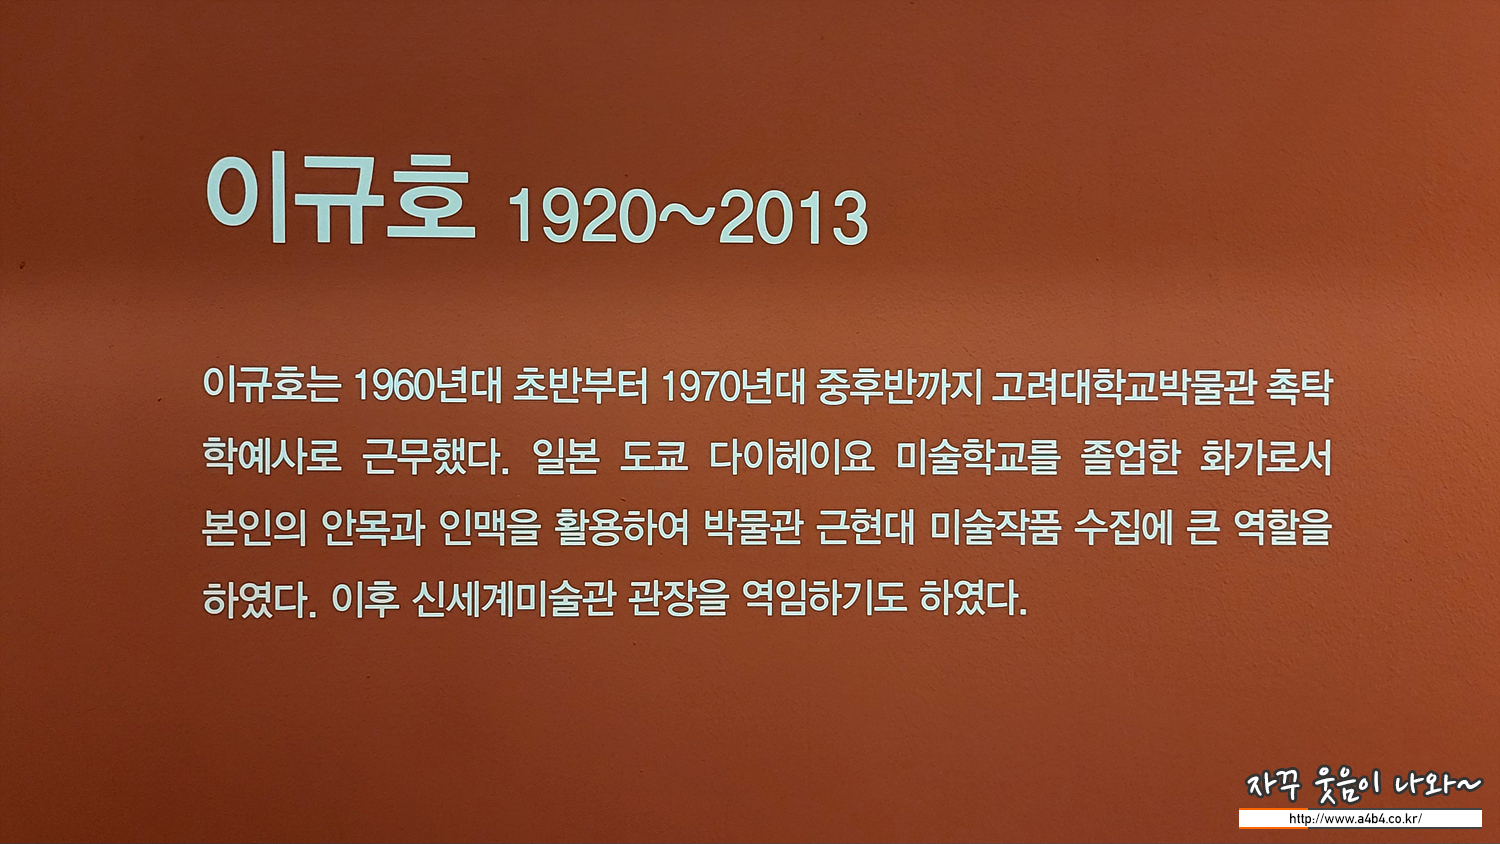 이규호 1920~2013
이규호는 1960년대 초반부터 1970년대 중후반까지 고려대학교박물관 촉탁
학예사로 근무했다. 일본 도쿄 다이헤이요 미술학교를 졸업한 화가로서
본인의 안목과 인맥을 활용하여 박물관 근현대 미술작품 수집에 큰 역할을
하였다. 이후 신세계미술관 관장을 역임하기도 하였다.
자꾸 웃음이 나와~
http://www.a4b4.co.kr/